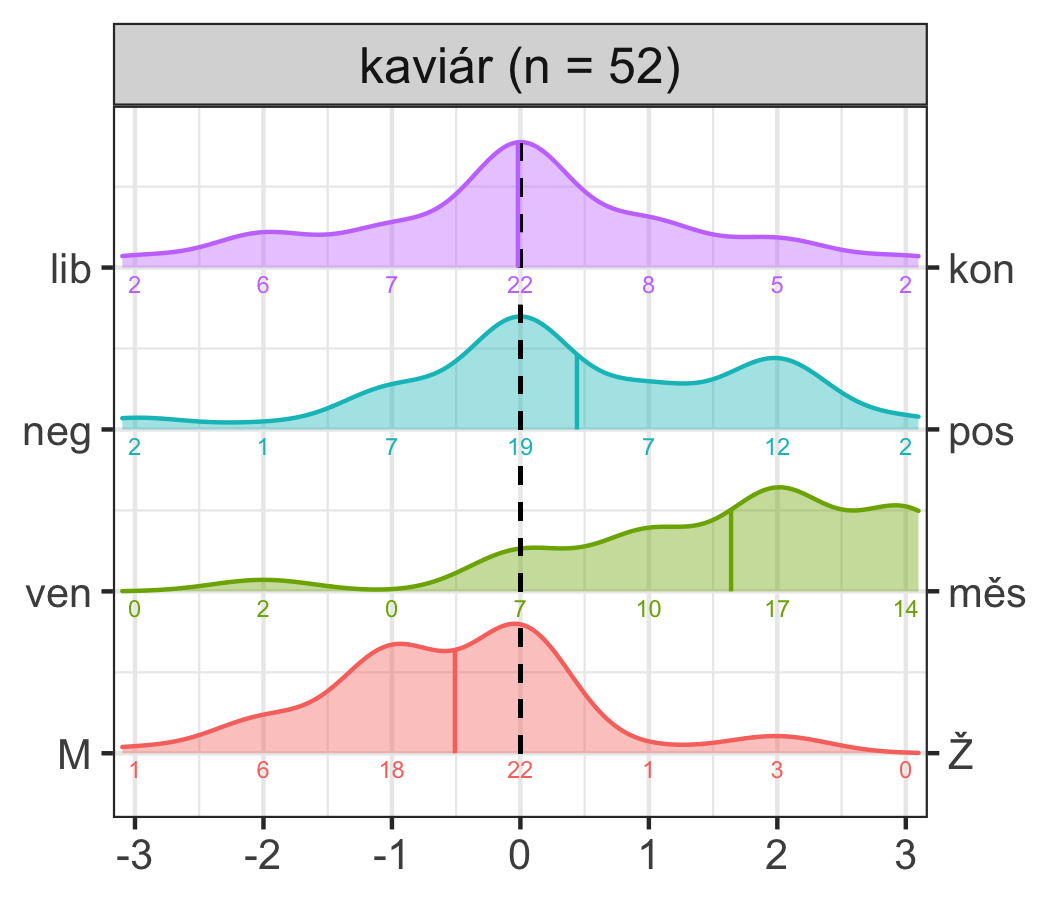 kaviár (n = 52)
lib kon
2 6 7 22 8 5 2
neg pos
2 1 7 19 7 12 2
ven měs
0 2 0 7 10 17 14
M Ž
1 6 18 22 1 3 0
-3 -2 -1 0 1 2 3